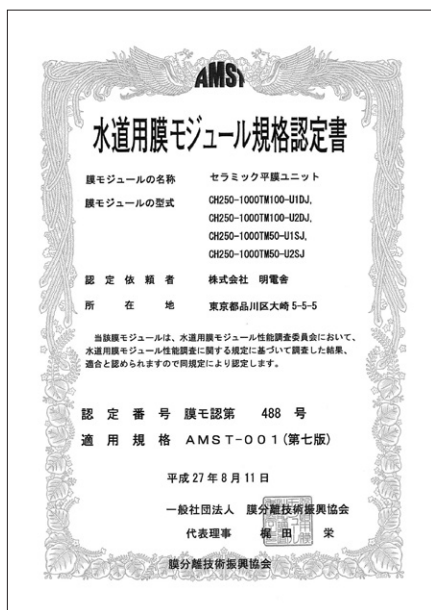 AMST
水道用膜モジュール規格認定書
膜モジュールの名称 セラミック平膜ユニット
膜モジュールの型式 CH250-1000TM100-U1DJ,
CH250-1000TM100-U2DJ,
CH250-1000TM50-U1SJ,
CH250-1000TM50-U2SJ
認定依頼者 株式会社 明電舎
所在地 東京都品川区大崎5-5-5
当該膜モジュールは、水道用膜モジュール性能調査委員会において、
水道用膜モジュール性能調査に関する規定に基づいて調査した結果、
適合と認められますので同規定により認定します。
認定番号 膜モ認第 488 号
適用規格 AMST-001(第七版)
平成27年8月11日
一般社団法人 膜分離技術振興協会
代表理事 梶田 栄
膜分離技術振興協会